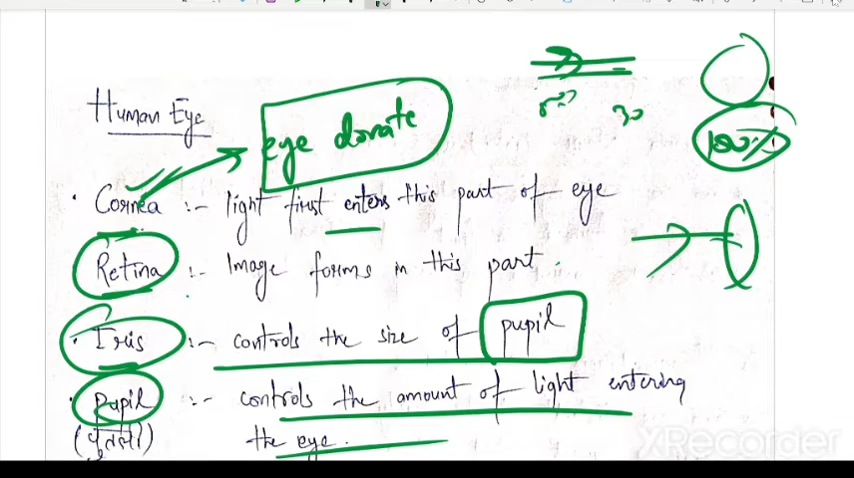 Human Eye
eye donate
30
100%
· Cornea :- light first enters this part of eye
Retina :- Image forms in this part .
· Iris :- controls the size of pupil
· Pupil :- controls the amount of light entering
(पुतली) the eye.
XRecorder